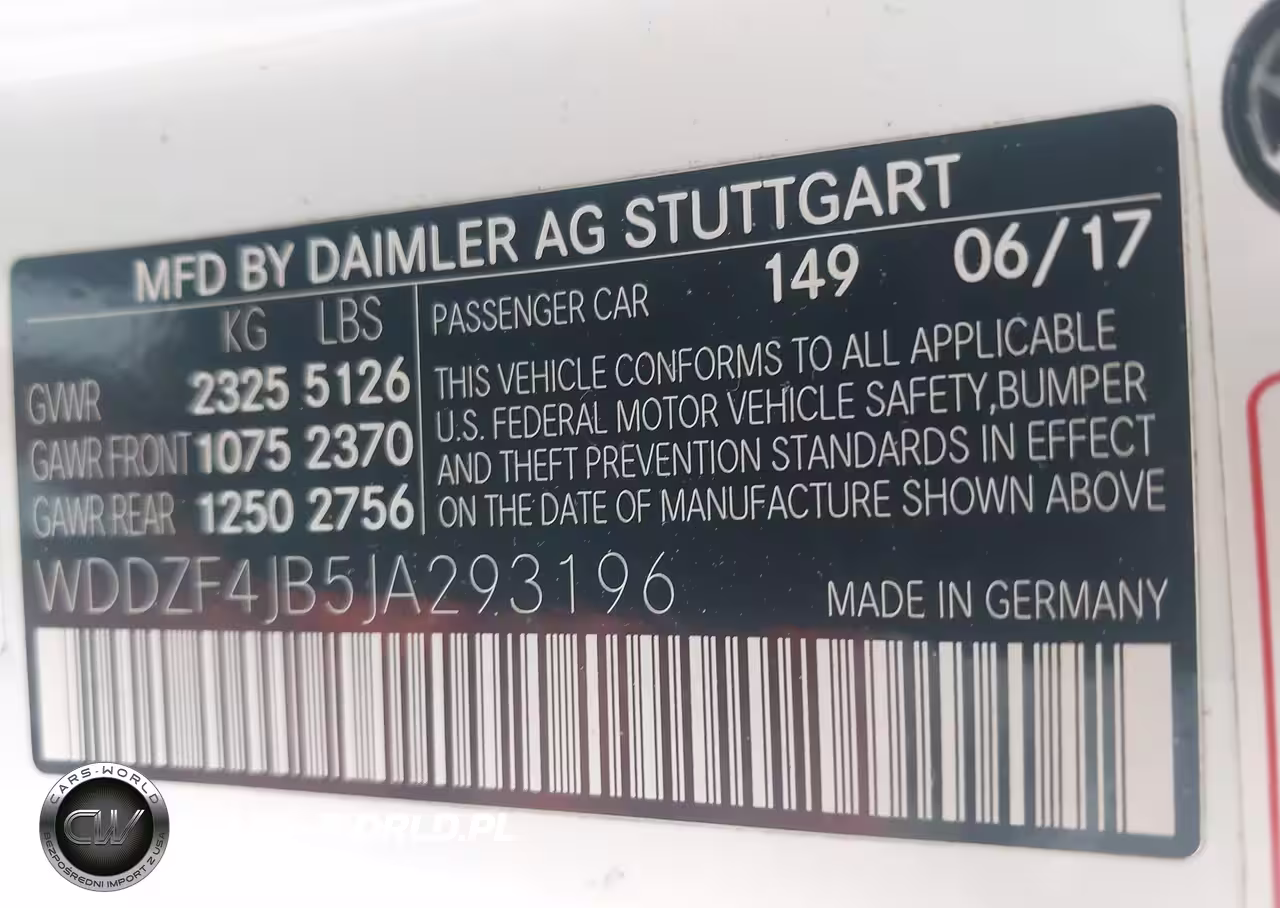 MFD BY DAIMLER AG STUTTGART
KG LBS
GVWR 2325 5126
GAWR FRONT 1075 2370
GAWR REAR 1250 2756
PASSENGER CAR 149 06/17
THIS VEHICLE CONFORMS TO ALL APPLICABLE
U.S. FEDERAL MOTOR VEHICLE SAFETY,BUMPER
AND THEFT PREVENTION STANDARDS IN EFFECT
ON THE DATE OF MANUFACTURE SHOWN ABOVE
WDDZF4JB5JA293196
MADE IN GERMANY
CARS-WORLD
CW
BEZPOŚREDNI IMPORT Z USA